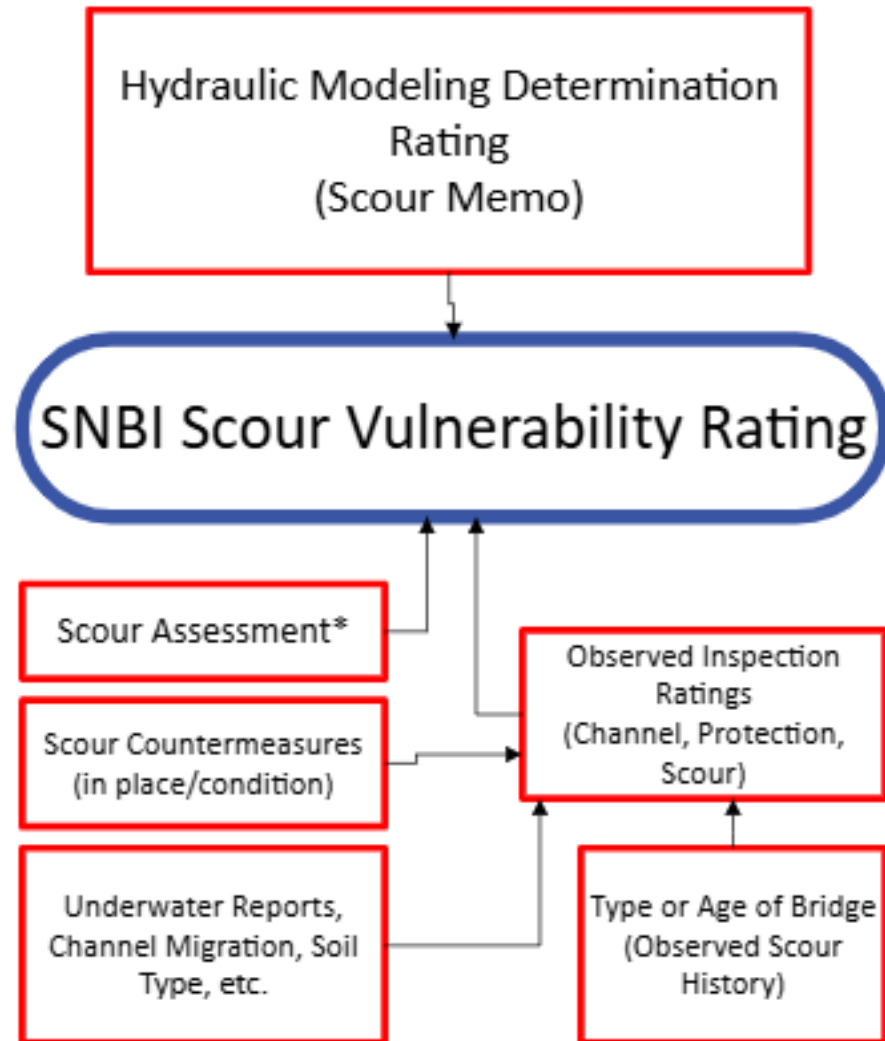 Hydraulic Modeling Determination
Rating
(Scour Memo)
SNBI Scour Vulnerability Rating
Scour Assessment*
Scour Countermeasures
(in place/condition)
Underwater Reports,
Channel Migration, Soil
Type, etc.
Observed Inspection
Ratings
(Channel, Protection,
Scour)
Type or Age of Bridge
(Observed Scour
History)